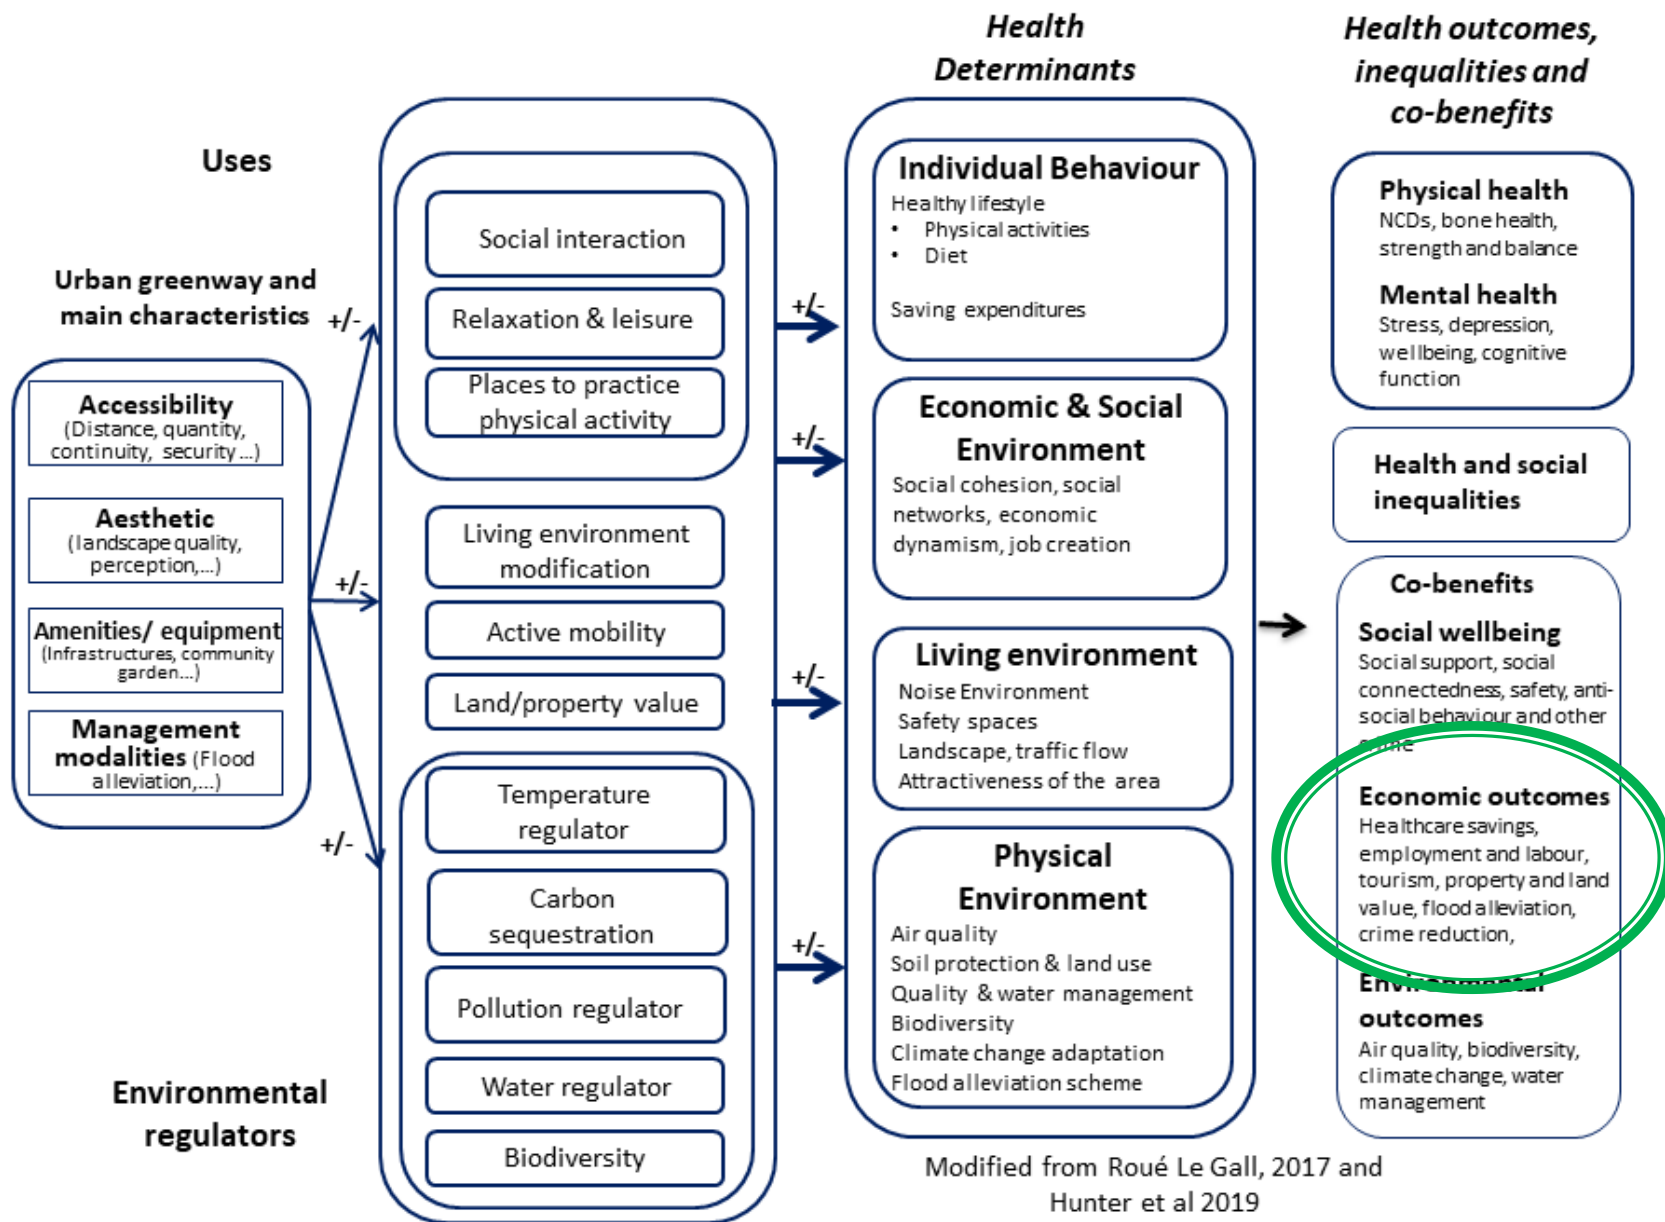 Health
Determinants
Health outcomes,
inequalities and
co-benefits
Uses
Urban greenway and
main characteristics
Accessibility
(Distance, quantity,
continuity, security ...)
Aesthetic
(landscape quality,
perception,...)
Amenities/ equipment
(Infrastructures, community
garden...)
Management
modalities (Flood
alleviation,...)
+/-
+/-
+/-
Social interaction
Relaxation & leisure
Places to practice
physical activity
Living environment
modification
Active mobility
Land/property value
Temperature
regulator
Carbon
sequestration
Pollution regulator
Water regulator
Biodiversity
Environmental
regulators
+/-
+/-
+/-
+/-
Individual Behaviour
Healthy lifestyle
• Physical activities
• Diet
Saving expenditures
Economic & Social
Environment
Social cohesion, social
networks, economic
dynamism, job creation
Living environment
Noise Environment
Safety spaces
Landscape, traffic flow
Attractiveness of the area
Physical
Environment
Air quality
Soil protection & land use
Quality & water management
Biodiversity
Climate change adaptation
Flood alleviation scheme
Physical health
NCDs, bone health,
strength and balance
Mental health
Stress, depression,
wellbeing, cognitive
function
Health and social
inequalities
Co-benefits
Social wellbeing
Social support, social
connectedness, safety, anti-
social behaviour and other
crime
Economic outcomes
Healthcare savings,
employment and labour,
tourism, property and land
value, flood alleviation,
crime reduction,
Environmental
outcomes
Air quality, biodiversity,
climate change, water
management
Modified from Roué Le Gall, 2017 and
Hunter et al 2019